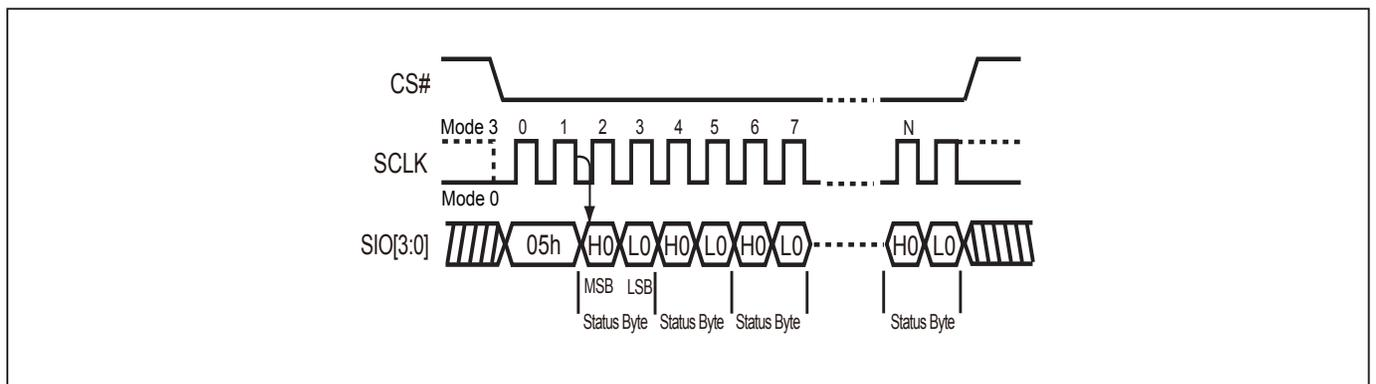 CS#
Mode 3 0 1 2 3 4 5 6 7 N
SCLK
Mode 0
SIO[3:0] 05h H0 L0 H0 L0 H0 L0 H0 L0
MSB LSB
Status Byte Status Byte Status Byte Status Byte